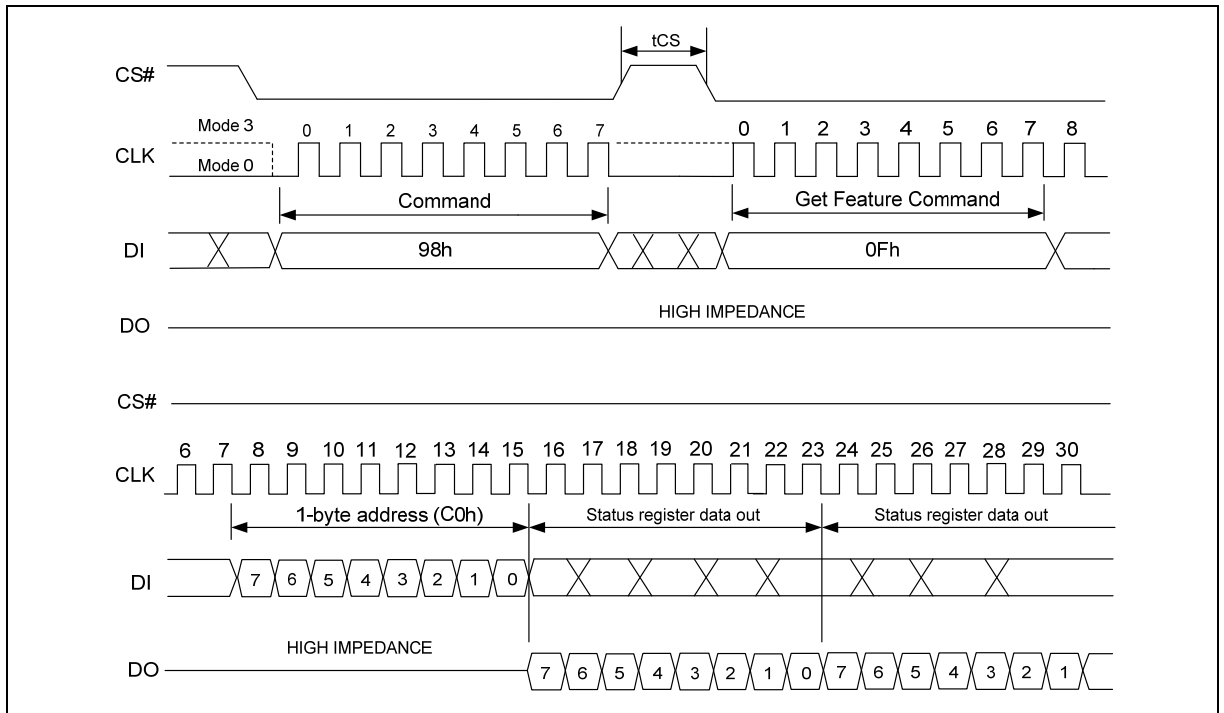 tCS
CS#
Mode 3
0 1 2 3 4 5 6 7 0 1 2 3 4 5 6 7 8
CLK
Mode 0
Command Get Feature Command
DI 98h 0Fh
HIGH IMPEDANCE
DO
CS#
6 7 8 9 10 11 12 13 14 15 16 17 18 19 20 21 22 23 24 25 26 27 28 29 30
CLK
1-byte address (C0h) Status register data out Status register data out
DI 7 6 5 4 3 2 1 0
HIGH IMPEDANCE
DO 7 6 5 4 3 2 1 0 7 6 5 4 3 2 1